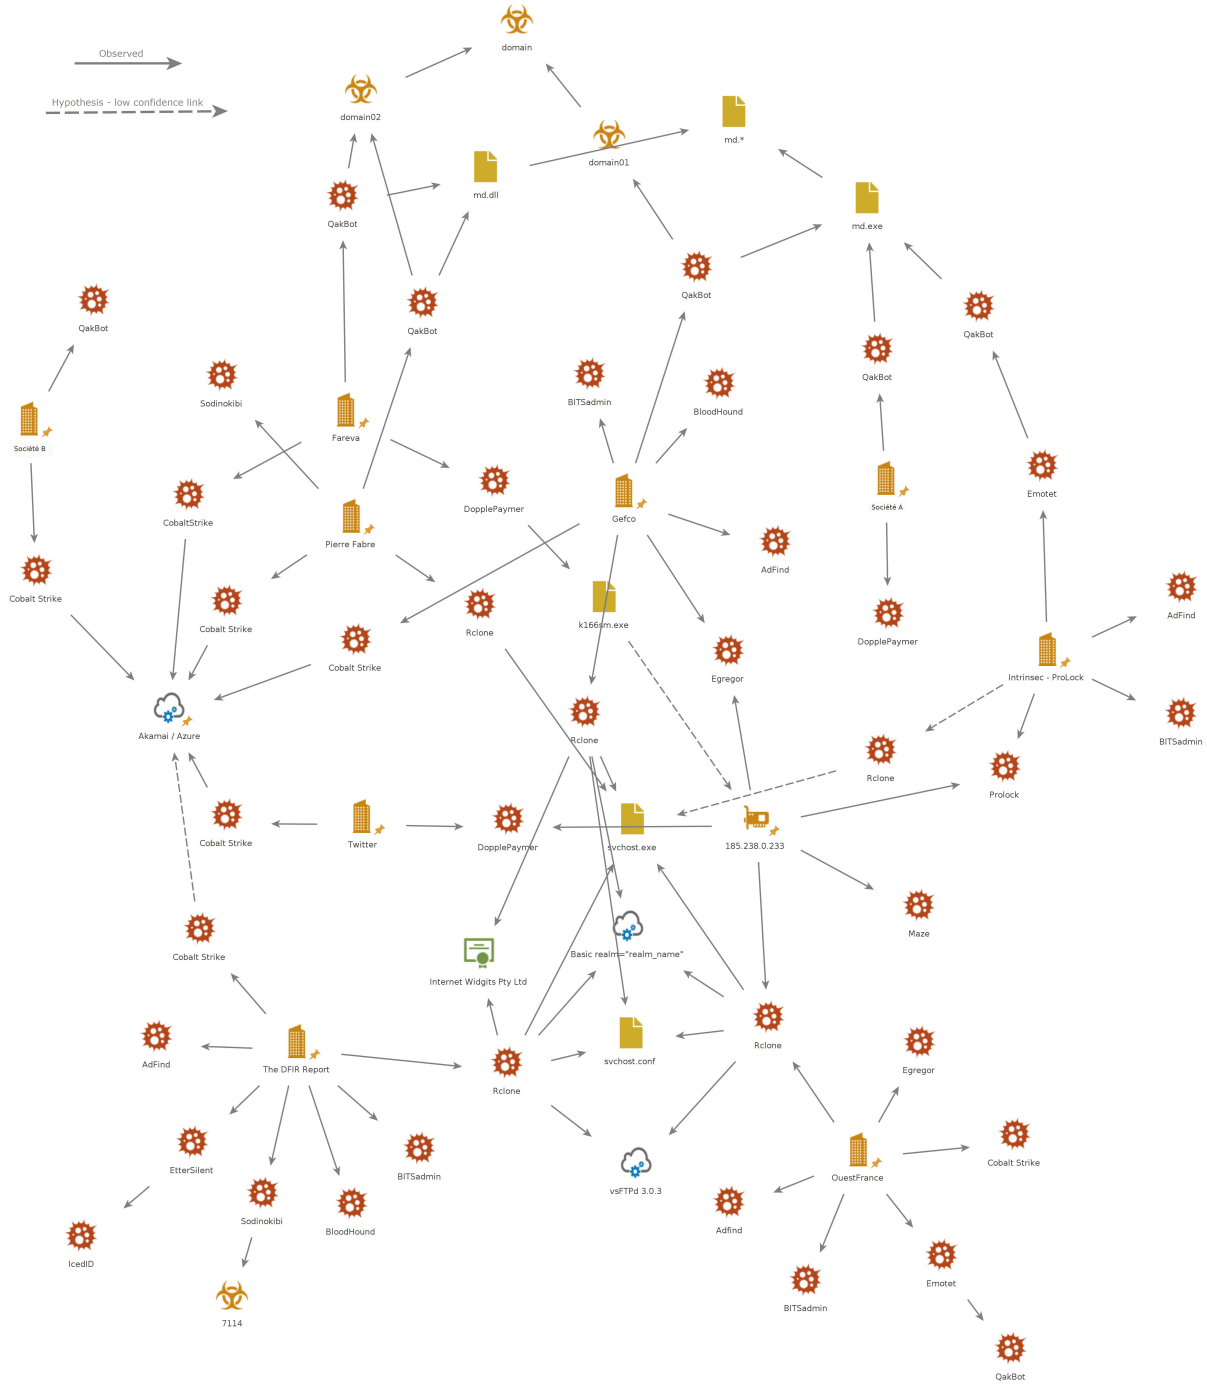 domain
Observed
Hypothesis - low confidence link
domain02
md.*
domain01
md.dll
QakBot
md.exe
QakBot
QakBot
QakBot
QakBot
QakBot
BITSadmin
Sodinokibi
BloodHound
Fareva
Société B
Emotet
DopplePaymer
Société A
CobaltStrike
Gefco
Pierre Fabre
AdFind
Cobalt Strike
AdFind
k166sm.exe
Cobalt Strike
Rclone
DopplePaymer
Cobalt Strike
Egregor
Intrinsec - ProLock
Akamai / Azure
Rclone
BITSadmin
Rclone
Prolock
Cobalt Strike
Twitter
DopplePaymer
svchost.exe
185.238.0.233
Maze
Cobalt Strike
Basic realm="realm_name"
Internet Widgits Pty Ltd
Rclone
AdFind
The DFIR Report
svchost.conf
Egregor
Rclone
Cobalt Strike
EtterSilent
BITSadmin
OuestFrance
vsFTPd 3.0.3
Sodinokibi
BloodHound
Adfind
IcedID
Emotet
BITSadmin
7114
QakBot